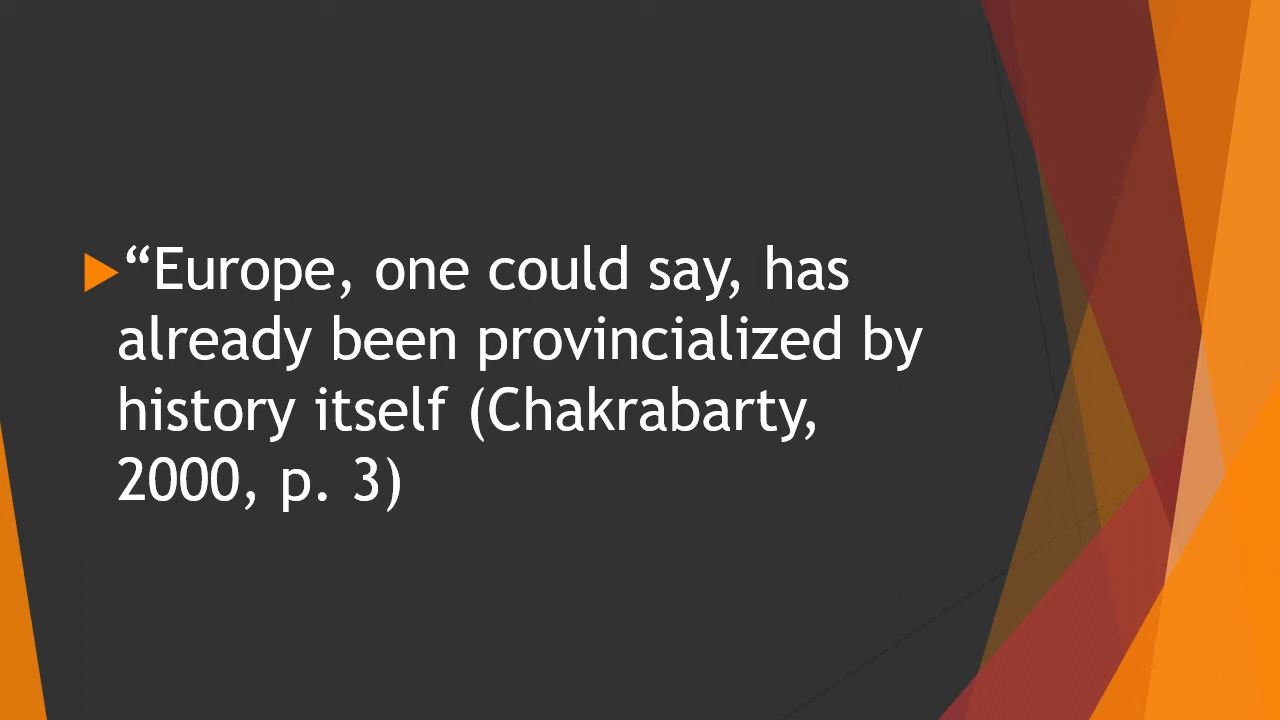 “Europe, one could say, has
already been provincialized by
history itself (Chakrabarty,
2000, p. 3)